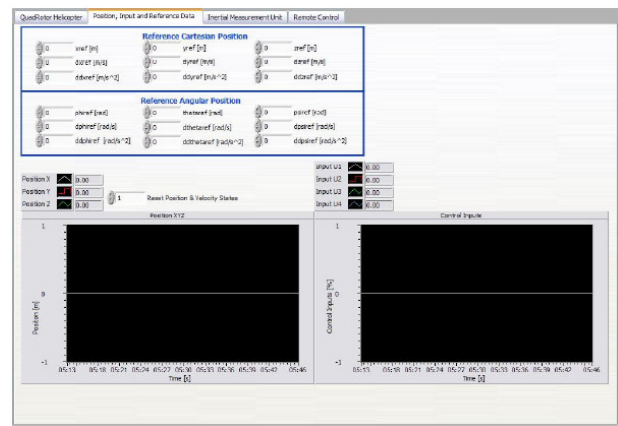 QuadRotor Helicopter Position, Input and Reference Data Inertial Measurement Unit Remote Control
Reference Cartesian Position
0 xref [m] 0 yref [m] 0 zref [m]
0 dxref [m/s] 0 dyref [m/s] 0 dzref [m/s]
0 ddxref [m/s^2] 0 ddyref [m/s^2] 0 ddzref [m/s^2]
Reference Angular Position
0 phiref [rad] 0 thetaref [rad] 0 psiref [rad]
0 dphiref [rad/s] 0 dthetaref [rad/s] 0 dpsiref [rad/s]
0 ddphiref [rad/s^2] 0 ddthetaref [rad/s^2] 0 ddpsiref [rad/s^2]
Position X 0.00
Position Y 0.00
Position Z 0.00
1 Reset Position & Velocity States
Input U1 0.00
Input U2 0.00
Input U3 0.00
Input U4 0.00
Position XYZ
1
0
-1
Position [m]
05:13 05:18 05:21 05:24 05:27 05:30 05:33 05:36 05:39 05:42 05:46
Time [s]
Control Inputs
1
0
-1
Control Inputs [%]
05:13 05:18 05:21 05:24 05:27 05:30 05:33 05:36 05:39 05:42 05:46
Time [s]